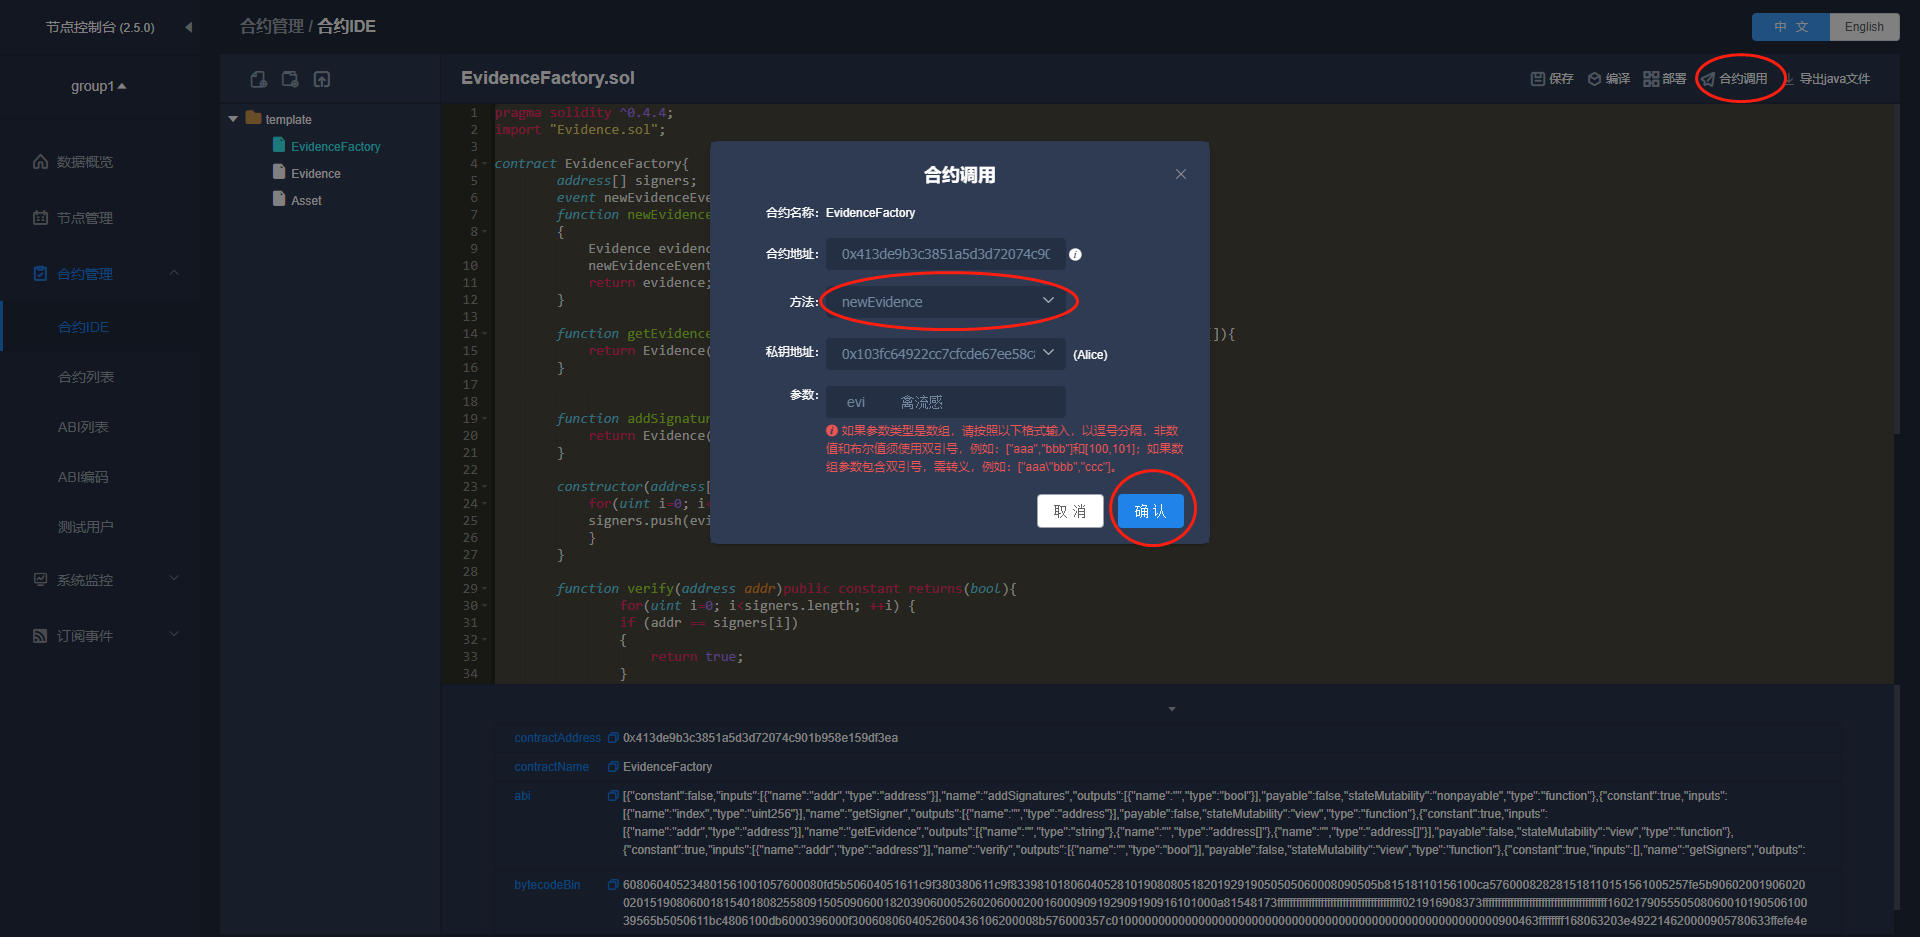 节点控制台 (2.5.0)
合约管理 / 合约IDE
中 文
English
group1
EvidenceFactory.sol
保存
编译
部署
合约调用
导出java文件
数据概览
节点管理
合约管理
合约IDE
合约列表
ABI列表
ABI编码
测试用户
系统监控
订阅事件
template
EvidenceFactory
Evidence
Asset
1 pragma solidity ^0.4.4;
2 import "Evidence.sol";
3
4 contract EvidenceFactory{
5 address[] signers;
6 event newEvidenceEve
7 function newEvidence
8 {
9 Evidence evidenc
10 newEvidenceEvent
11 return evidence;
12 }
13
14 function getEvidence ]){
15 return Evidence(
16 }
17
18
19 function addSignatur
20 return Evidence(
21 }
22
23 constructor(address[
24 for(uint i=0; i<
25 signers.push(evi
26 }
27 }
28
29 function verify(address addr)public constant returns(bool){
30 for(uint i=0; i<signers.length; ++i) {
31 if (addr == signers[i])
32 {
33 return true;
34 }
合约调用
合约名称: EvidenceFactory
合约地址: 0x413de9b3c3851a5d3d72074c90
方法: newEvidence
私钥地址: 0x103fc64922cc7cfcde67ee58c (Alice)
参数: evi 禽流感
如果参数类型是数组，请按照以下格式输入，以逗号分隔，非数
值和布尔值须使用双引号，例如：["aaa","bbb"]和[100,101]；如果数
组参数包含双引号，需转义，例如：["aaa\"bbb","ccc"]。
取 消
确 认
contractAddress 0x413de9b3c3851a5d3d72074c901b958e159df3ea
contractName EvidenceFactory
abi [{"constant":false,"inputs":[{"name":"addr","type":"address"}],"name":"addSignatures","outputs":[{"name":"","type":"bool"}],"payable":false,"stateMutability":"nonpayable","type":"function"},{"constant":true,"inputs":
[{"name":"index","type":"uint256"}],"name":"getSigner","outputs":[{"name":"","type":"address"}],"payable":false,"stateMutability":"view","type":"function"},{"constant":true,"inputs":
[{"name":"addr","type":"address"}],"name":"getEvidence","outputs":[{"name":"","type":"string"},{"name":"","type":"address[]"},{"name":"","type":"address[]"}],"payable":false,"stateMutability":"view","type":"function"},
{"constant":true,"inputs":[{"name":"addr","type":"address"}],"name":"verify","outputs":[{"name":"","type":"bool"}],"payable":false,"stateMutability":"view","type":"function"},{"constant":true,"inputs":[],"name":"getSigners","outputs":
bytecodeBin